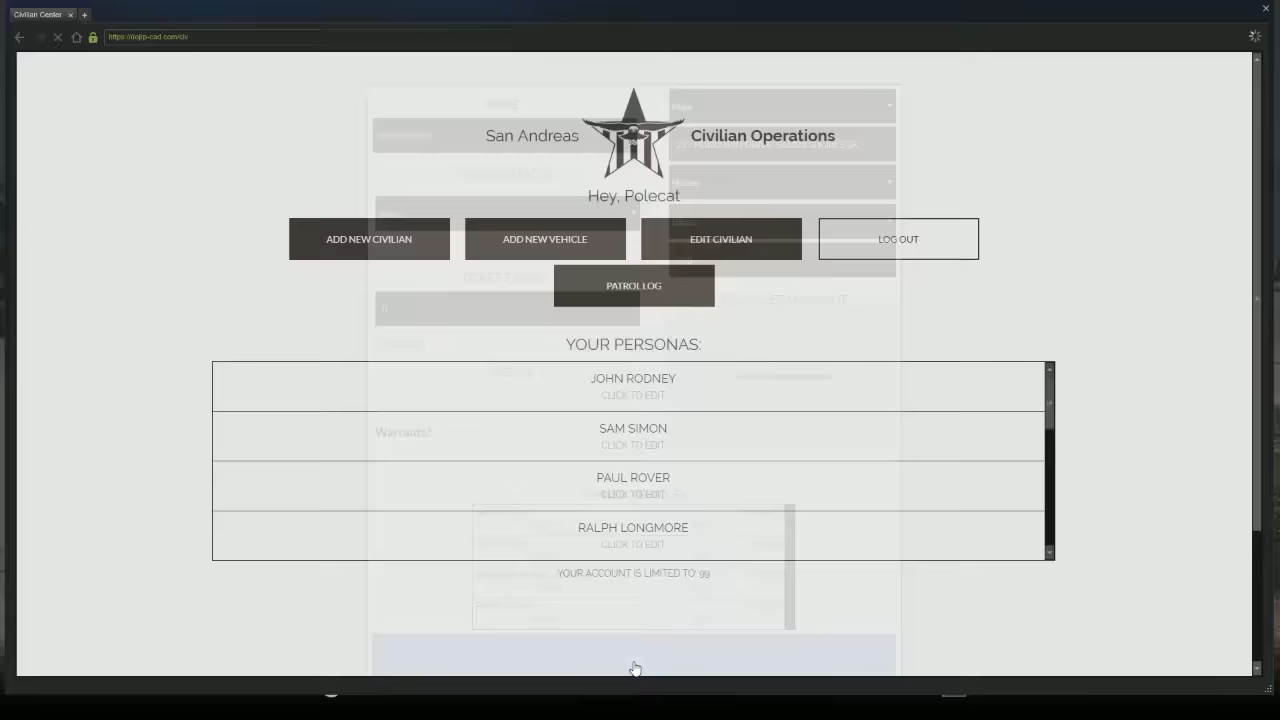 Civilian Center
https://dojrp-cad.com/civ
San Andreas
Civilian Operations
Hey, Polecat
ADD NEW CIVILIAN
ADD NEW VEHICLE
EDIT CIVILIAN
LOG OUT
PATROL LOG
YOUR PERSONAS:
JOHN RODNEY
CLICK TO EDIT
SAM SIMON
CLICK TO EDIT
Warrants?
PAUL ROVER
CLICK TO EDIT
RALPH LONGMORE
CLICK TO EDIT
YOUR ACCOUNT IS LIMITED TO: 99